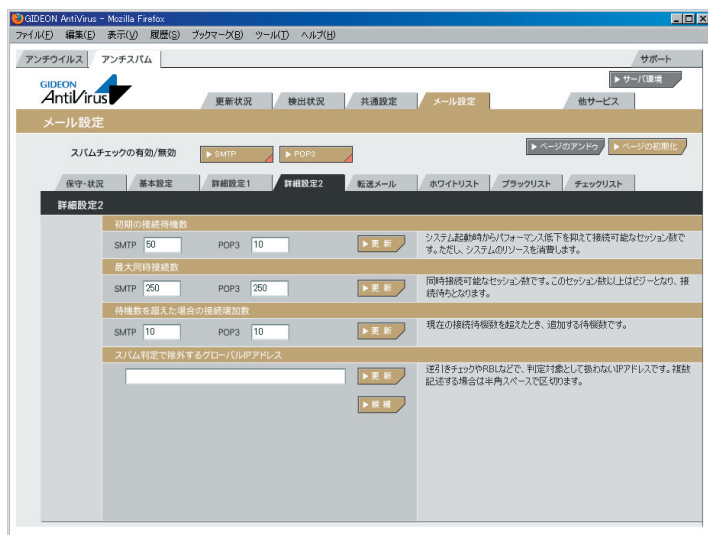 GIDEON AntiVirus - Mozilla Firefox
ファイル(F) 編集(E) 表示(V) 履歴(S) ブックマーク(B) ツール(T) ヘルプ(H)
アンチウイルス アンチスパム サポート
▶サーバ環境
GIDEON
AntiVirus
更新状況 検出状況 共通設定 メール設定 他サービス
メール設定
スパムチェックの有効/無効 ▶SMTP ▶POP3 ▶ページのアンドゥ ▶ページの初期化
保守・状況 基本設定 詳細設定1 詳細設定2 転送メール ホワイトリスト ブラックリスト チェックリスト
詳細設定2
初期の接続待機数
SMTP 50 POP3 10 ▶更 新
システム起動時からパフォーマンス低下を抑えて接続可能なセッション数で
す。ただし、システムのリソースを消費します。
最大同時接続数
SMTP 250 POP3 250 ▶更 新
同時接続可能なセッション数です。このセッション数以上はビジーとなり、接
続待ちとなります。
待機数を超えた場合の接続増加数
SMTP 10 POP3 10 ▶更 新
現在の接続待機数を超えたとき、追加する待機数です。
スパム判定で除外するグローバルIPアドレス
▶更 新
逆引きチェックやRBLなどで、判定対象として扱わないIPアドレスです。複数
記述する場合は半角スペースで区切ります。
▶候 補